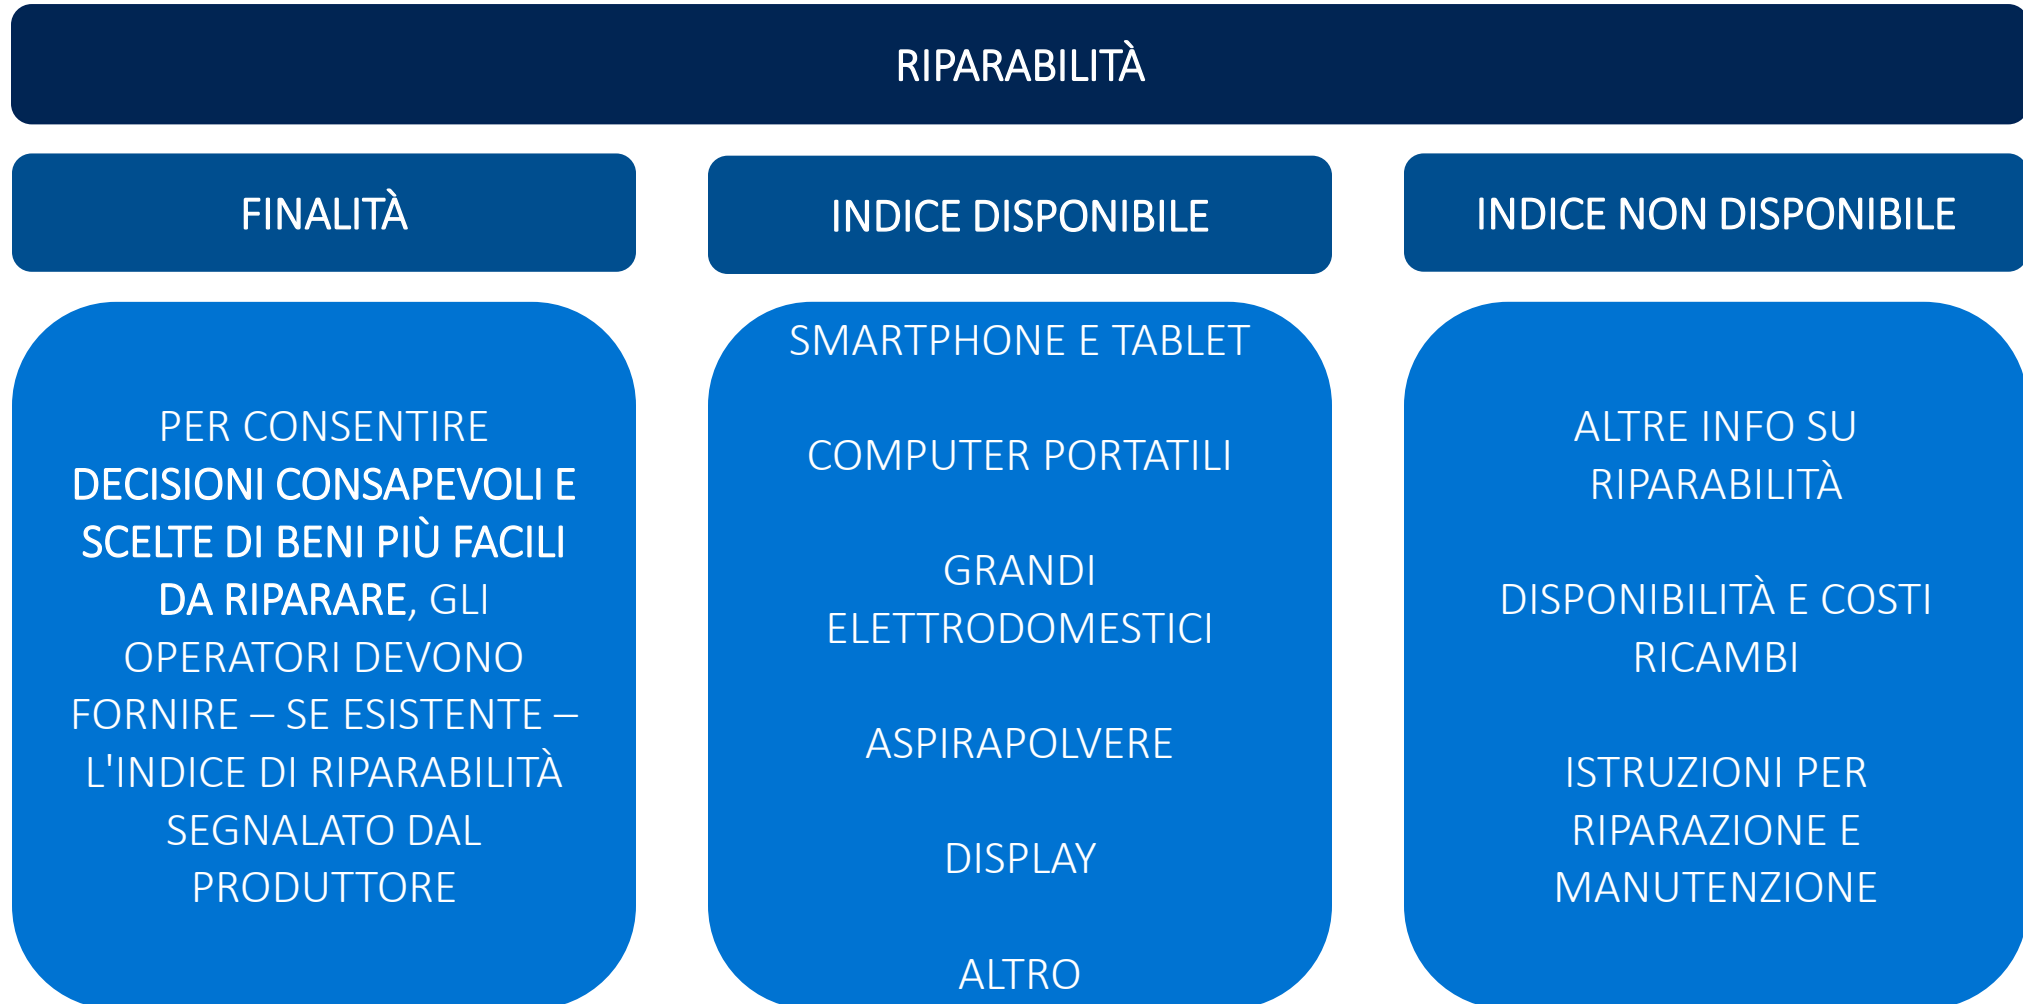 RIPARABILITÀ
FINALITÀ
PER CONSENTIRE
DECISIONI CONSAPEVOLI E
SCELTE DI BENI PIÙ FACILI
DA RIPARARE, GLI
OPERATORI DEVONO
FORNIRE – SE ESISTENTE –
L'INDICE DI RIPARABILITÀ
SEGNALATO DAL
PRODUTTORE
INDICE DISPONIBILE
SMARTPHONE E TABLET
COMPUTER PORTATILI
GRANDI
ELETTRODOMESTICI
ASPIRAPOLVERE
DISPLAY
ALTRO
INDICE NON DISPONIBILE
ALTRE INFO SU
RIPARABILITÀ
DISPONIBILITÀ E COSTI
RICAMBI
ISTRUZIONI PER
RIPARAZIONE E
MANUTENZIONE